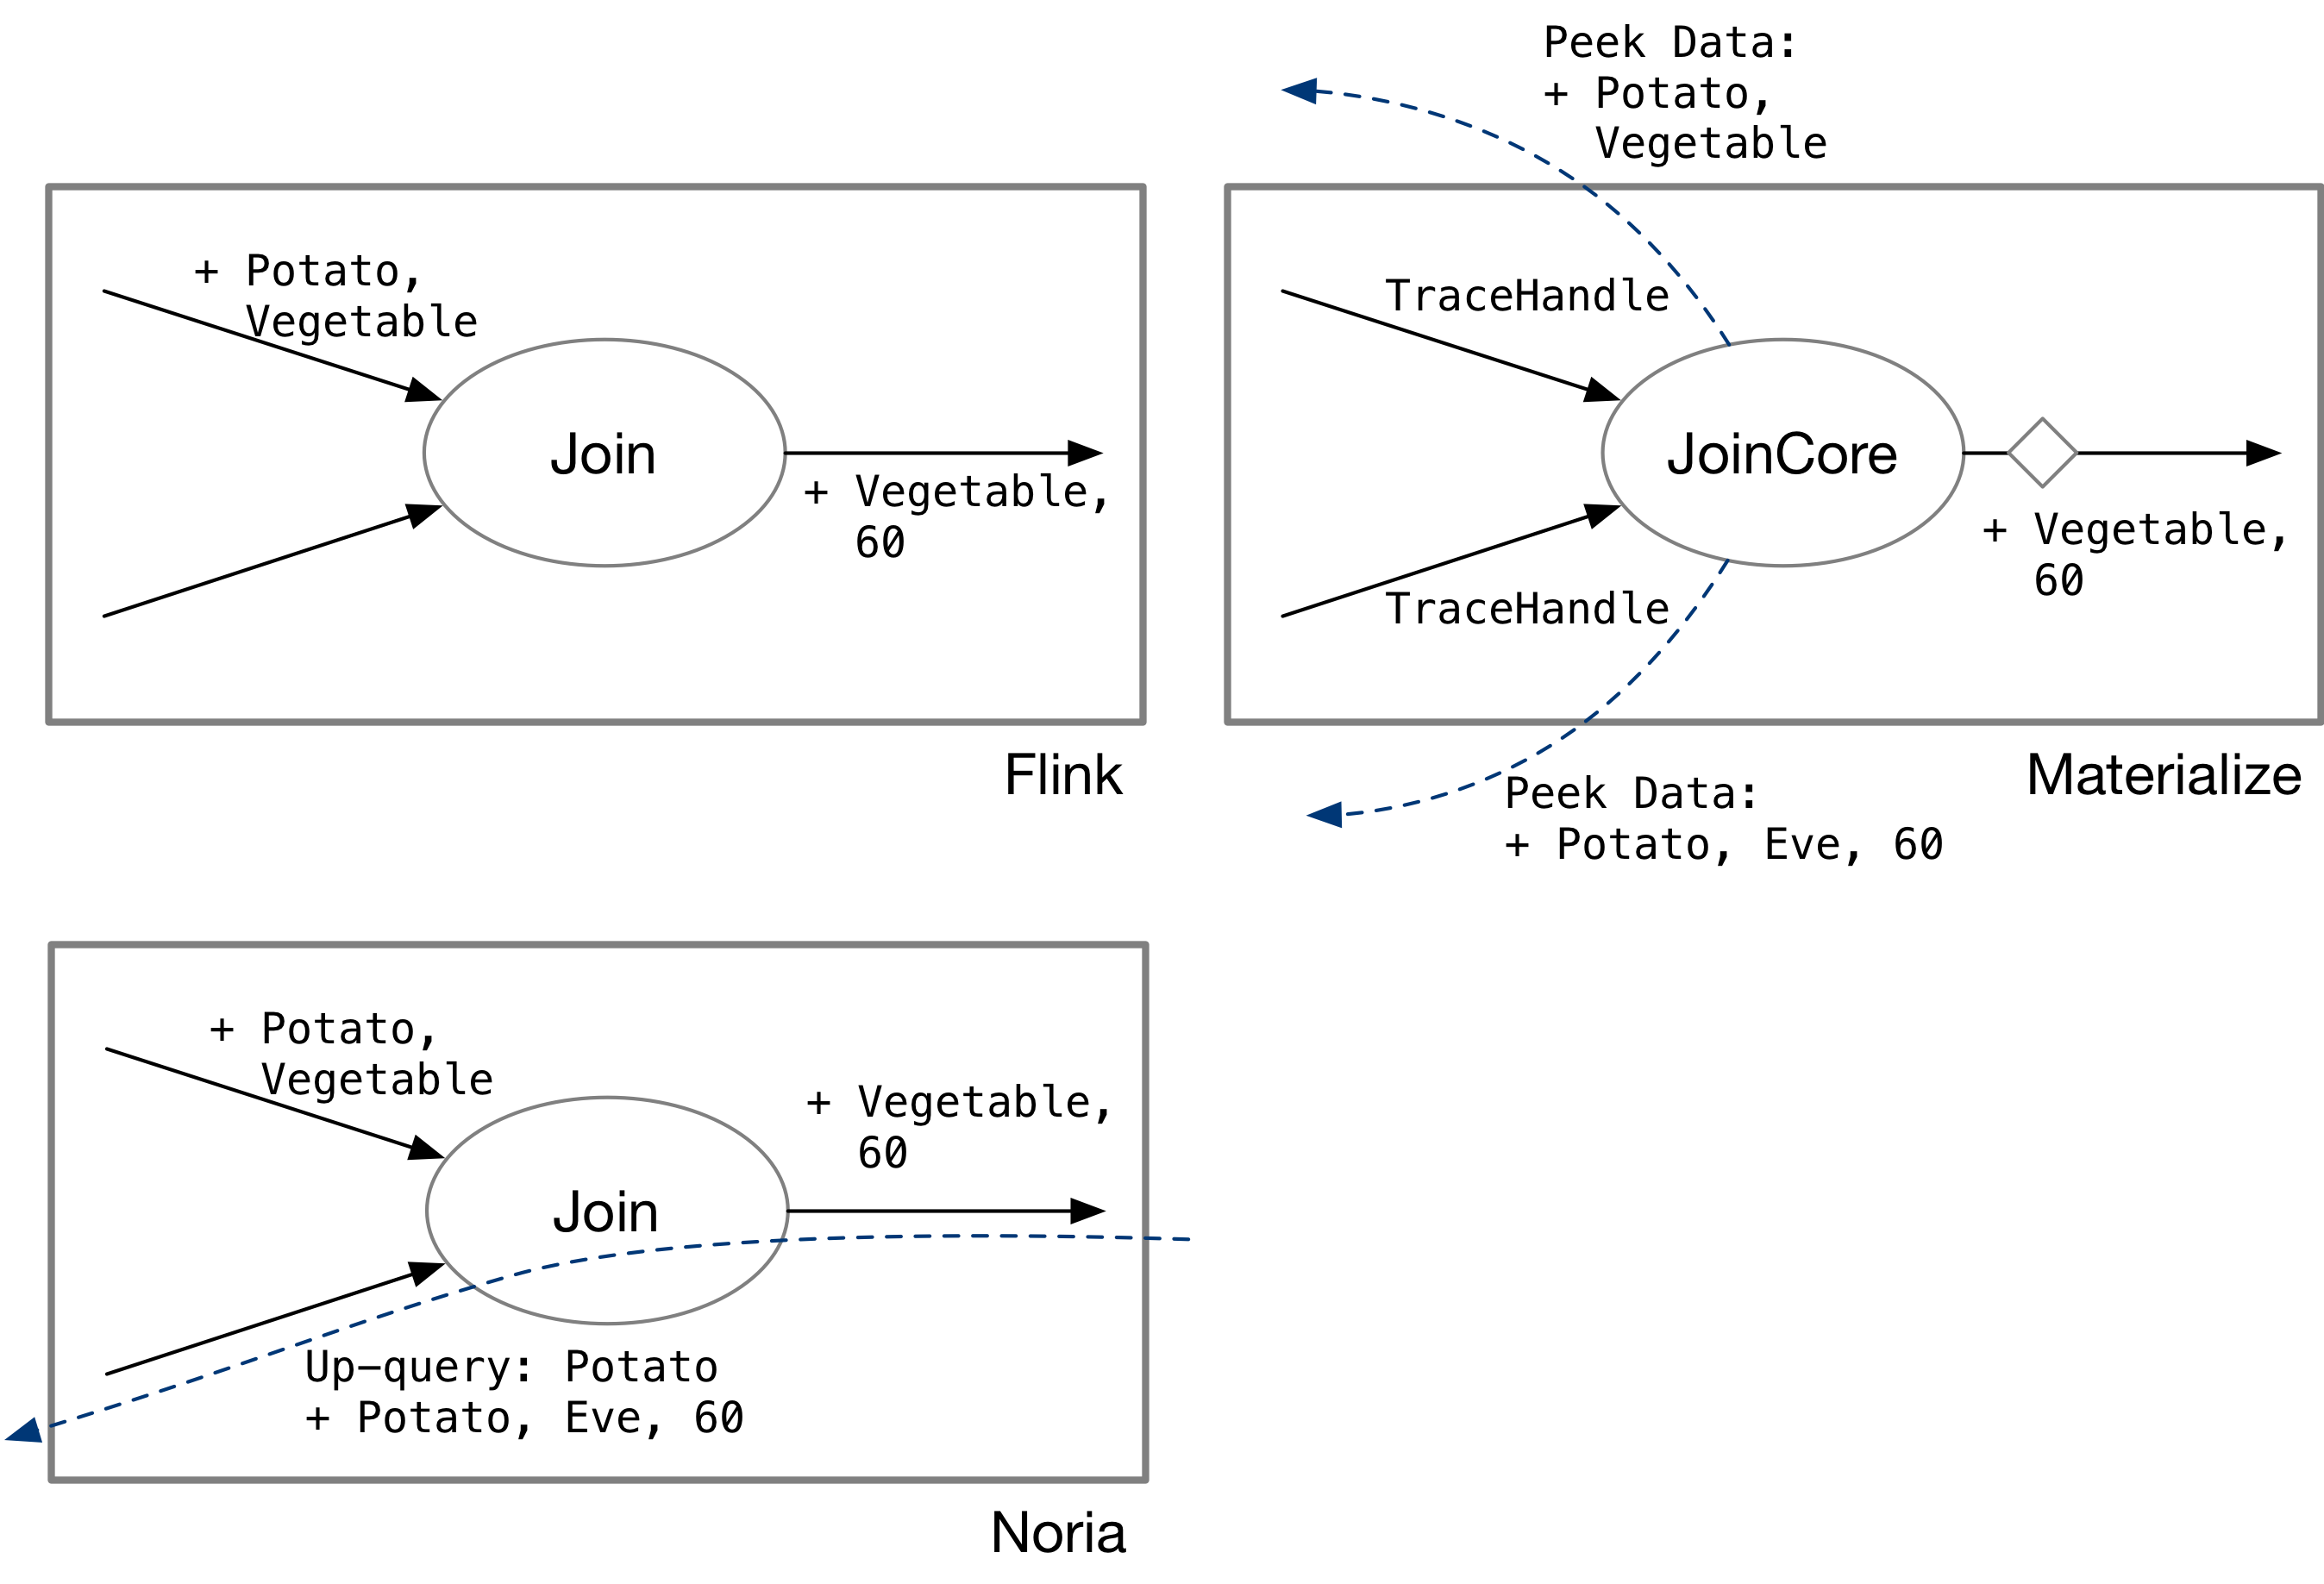 + Potato,
Vegetable
Join
+ Vegetable,
60
Flink
Peek Data:
+ Potato,
Vegetable
TraceHandle
JoinCore
+ Vegetable,
60
TraceHandle
Materialize
Peek Data:
+ Potato, Eve, 60
+ Potato,
Vegetable
+ Vegetable,
60
Join
Up-query: Potato
+ Potato, Eve, 60
Noria